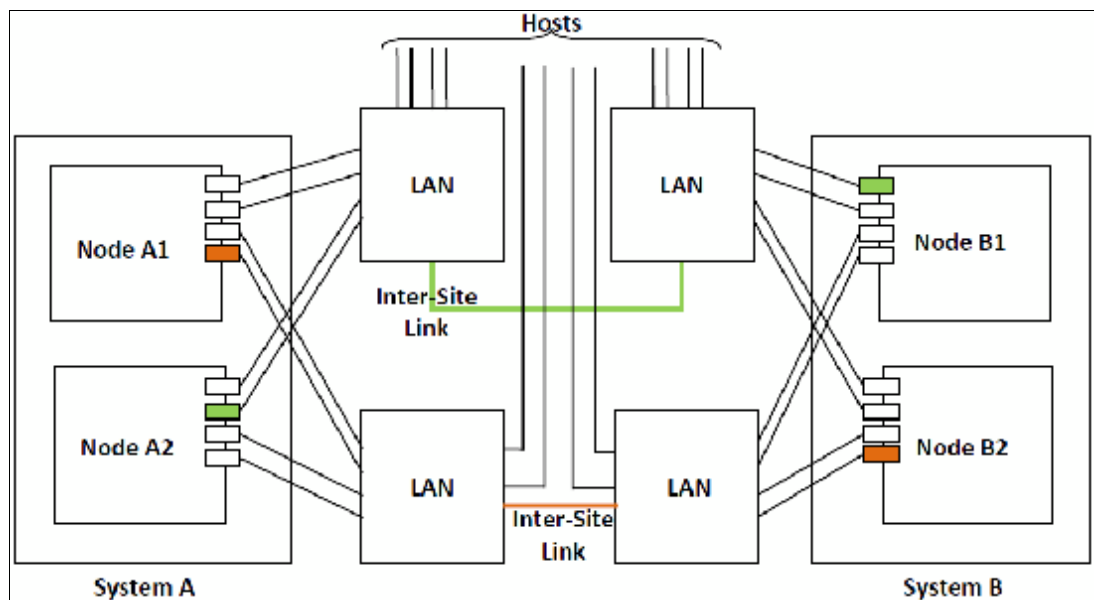 Hosts
LAN
LAN
Node A1
Node B1
Inter-Site
Link
Node A2
LAN
LAN
Node B2
Inter-Site
Link
System A
System B